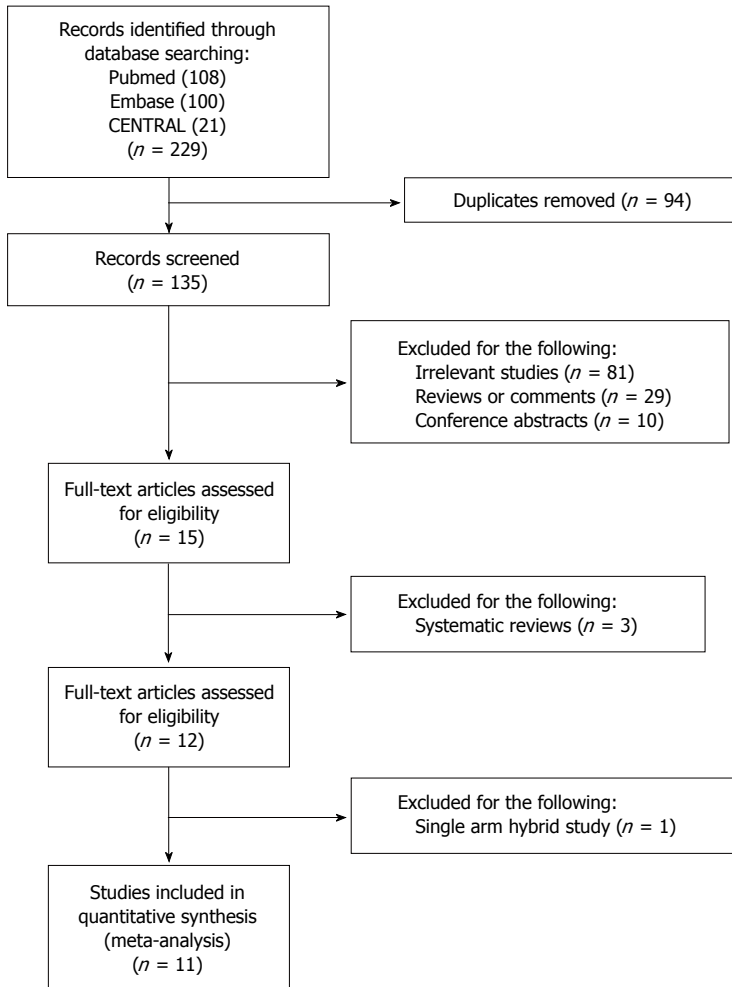 Records identified through
database searching:
Pubmed (108)
Embase (100)
CENTRAL (21)
(n = 229)
Duplicates removed (n = 94)
Records screened
(n = 135)
Excluded for the following:
Irrelevant studies (n = 81)
Reviews or comments (n = 29)
Conference abstracts (n = 10)
Full-text articles assessed
for eligibility
(n = 15)
Excluded for the following:
Systematic reviews (n = 3)
Full-text articles assessed
for eligibility
(n = 12)
Excluded for the following:
Single arm hybrid study (n = 1)
Studies included in
quantitative synthesis
(meta-analysis)
(n = 11)